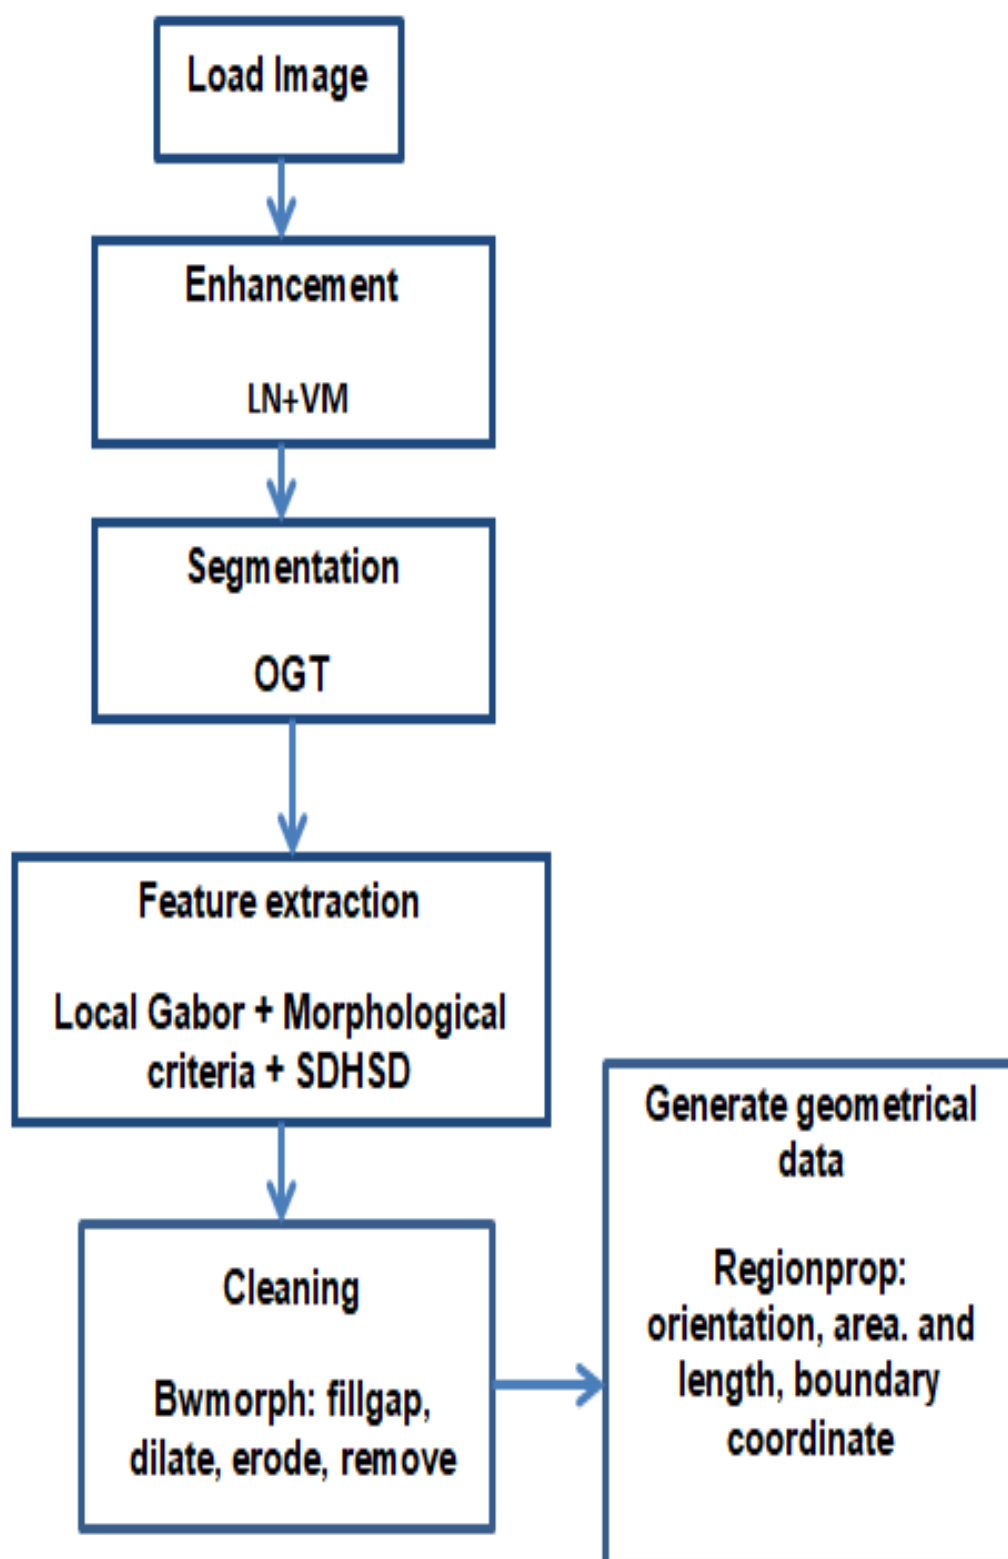 Load Image
Enhancement
LN+VM
Segmentation
OGT
Feature extraction
Local Gabor + Morphological
criteria + SDHSD
Cleaning
Bwmorph: fillgap,
dilate, erode, remove
Generate geometrical
data
Regionprop:
orientation, area. and
length, boundary
coordinate